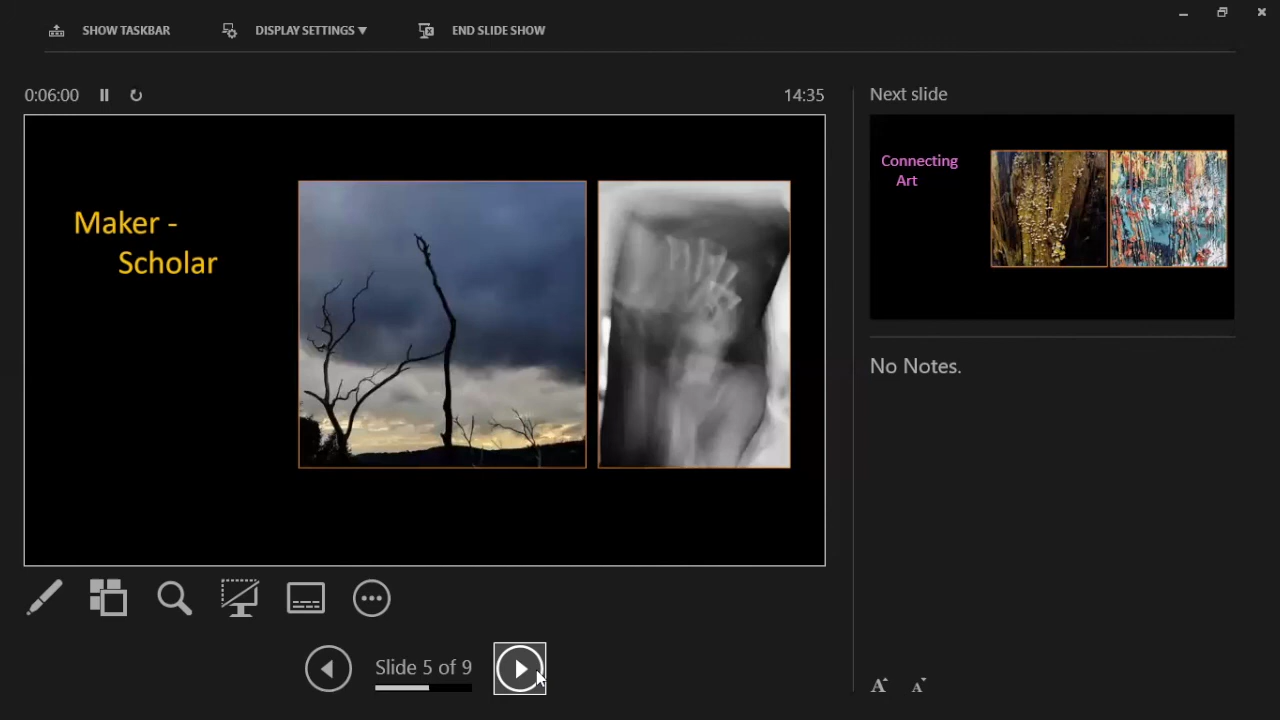 SHOW TASKBAR
DISPLAY SETTINGS ▼
END SLIDE SHOW
0:06:00
14:35
Maker -
Scholar
Next slide
Connecting
Art
No Notes.
Slide 5 of 9
A A